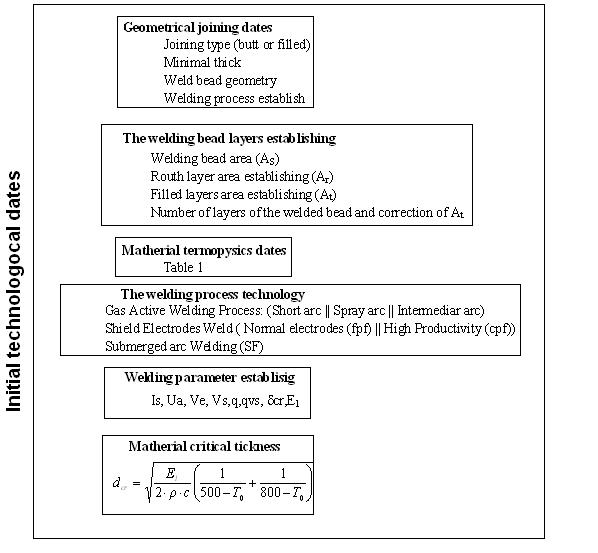 Initial technologocal dates
Geometrical joining dates
Joining type (butt or filled)
Minimal thick
Weld bead geometry
Welding process establish
The welding bead layers establishing
Welding bead area (AS)
Routh layer area establishing (Ar)
Filled layers area establishing (At)
Number of layers of the welded bead and correction of At
Matherial termopysics dates
Table 1
The welding process technology
Gas Active Welding Process: (Short arc || Spray arc || Intermediar arc)
Shield Electrodes Weld ( Normal electrodes (fpf) || High Productivity (cpf))
Submerged arc Welding (SF)
Welding parameter establisig
Is, Ua, Ve, Vs,q,qvs, δcr,E1
Matherial critical tickness
d_cr = √(E_l / (2·ρ·c) (1 / (500−T_0) + 1 / (800−T_0)))